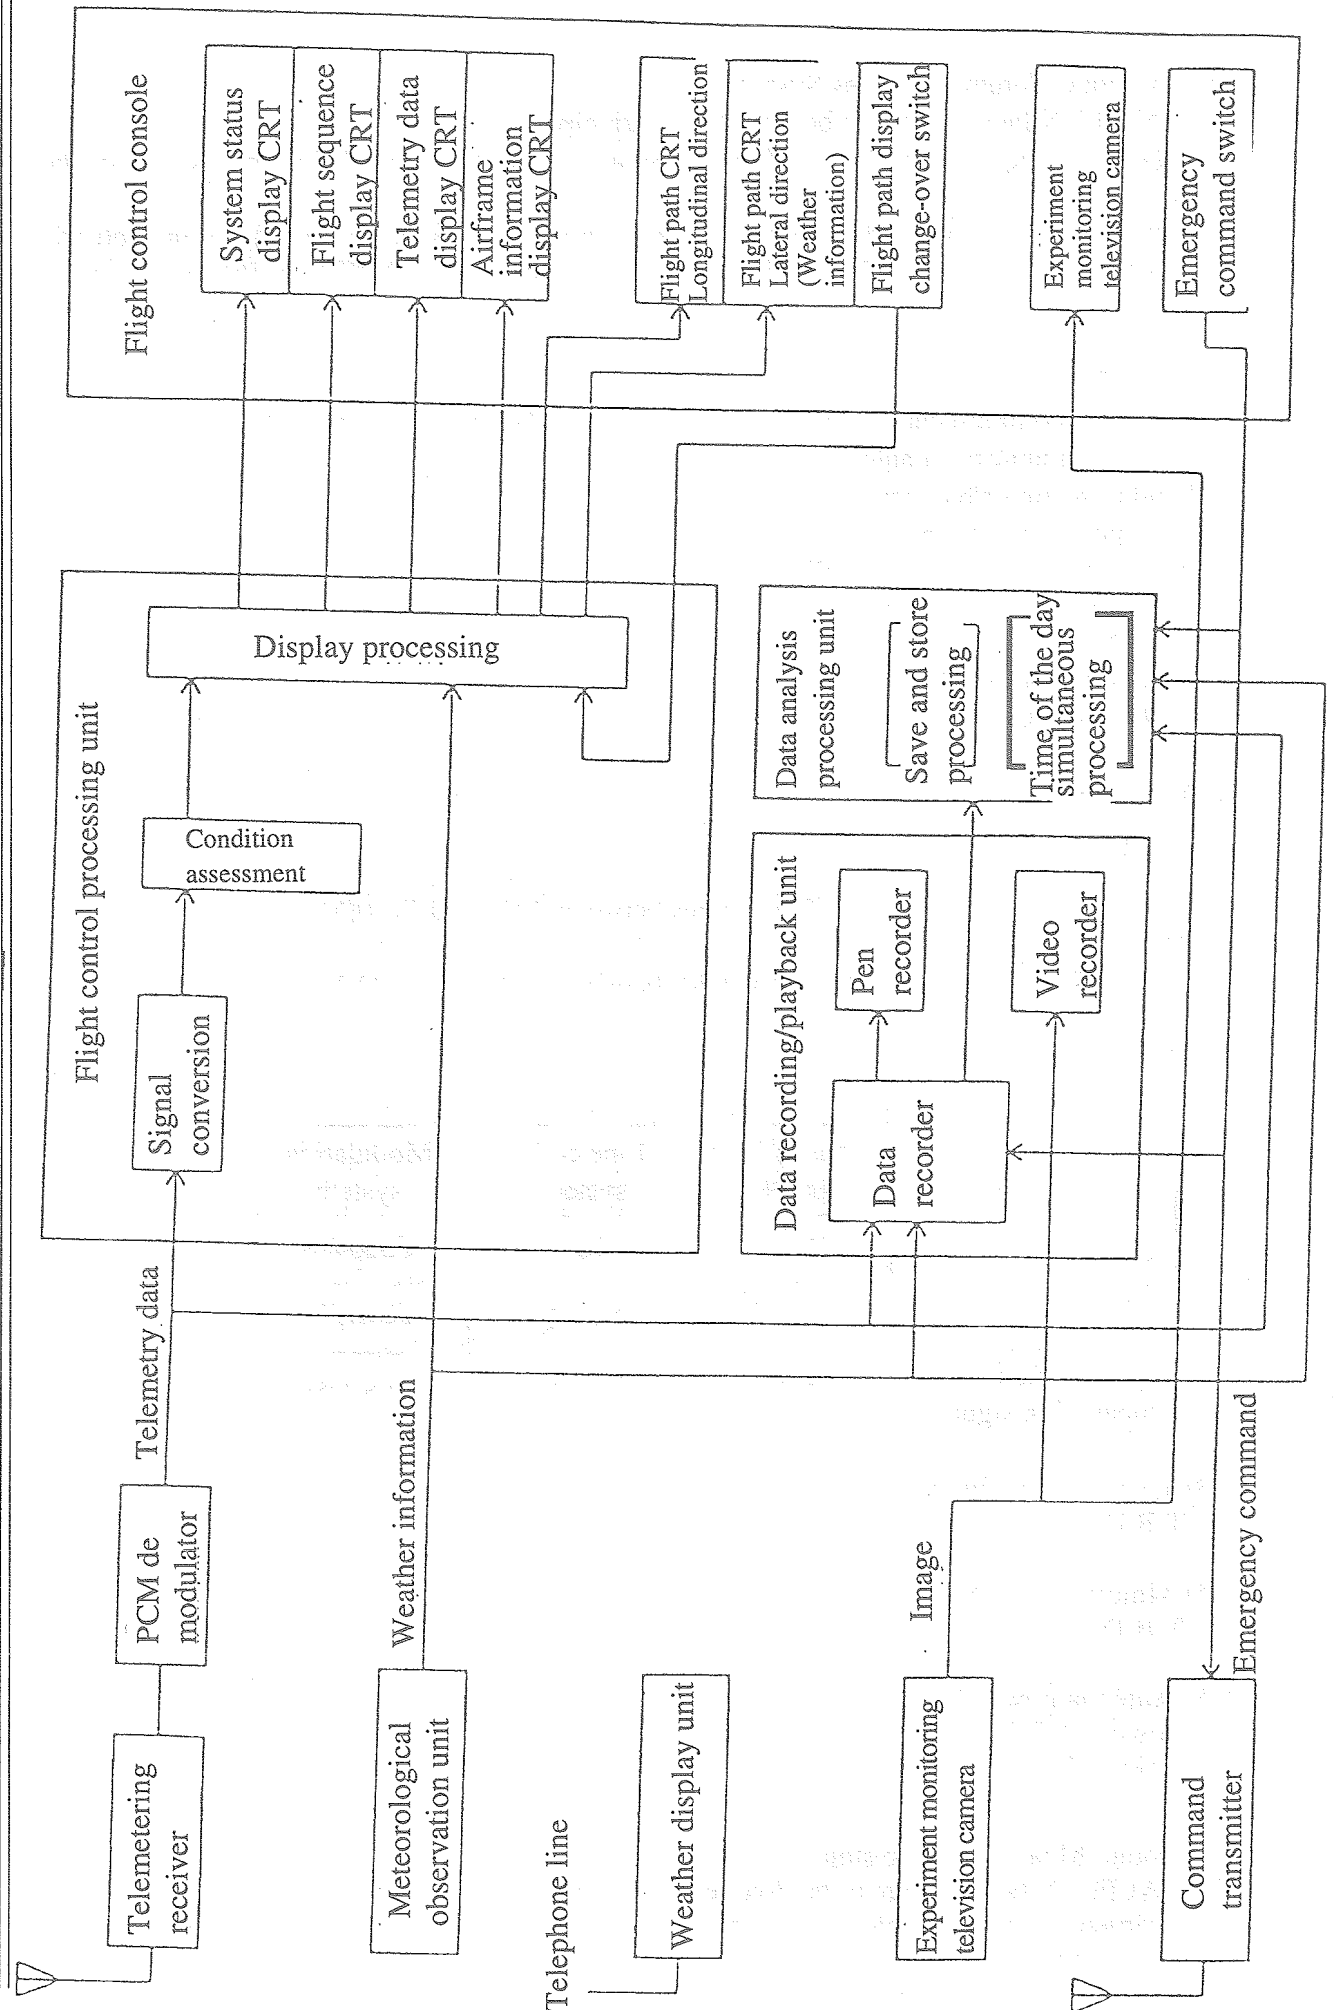 Flight control console
System status
display CRT
Flight sequence
display CRT
Telemetry data
display CRT
Airframe
information
display CRT
Flight path CRT
Longitudinal direction
Flight path CRT
Lateral direction
(Weather
information)
Flight path display
change-over switch
Experiment
monitoring
television camera
Emergency
command switch
Flight control processing unit
Display processing
Condition
assessment
Signal
conversion
Data analysis
processing unit
Save and store
processing
Time of the day
simultaneous
processing
Data recording/playback unit
Pen
recorder
Video
recorder
Data
recorder
Telemetry data
Weather information
Image
Emergency command
PCM de
modulator
Telemetering
receiver
Meteorological
observation unit
Telephone line
Weather display unit
Experiment monitoring
television camera
Command
transmitter